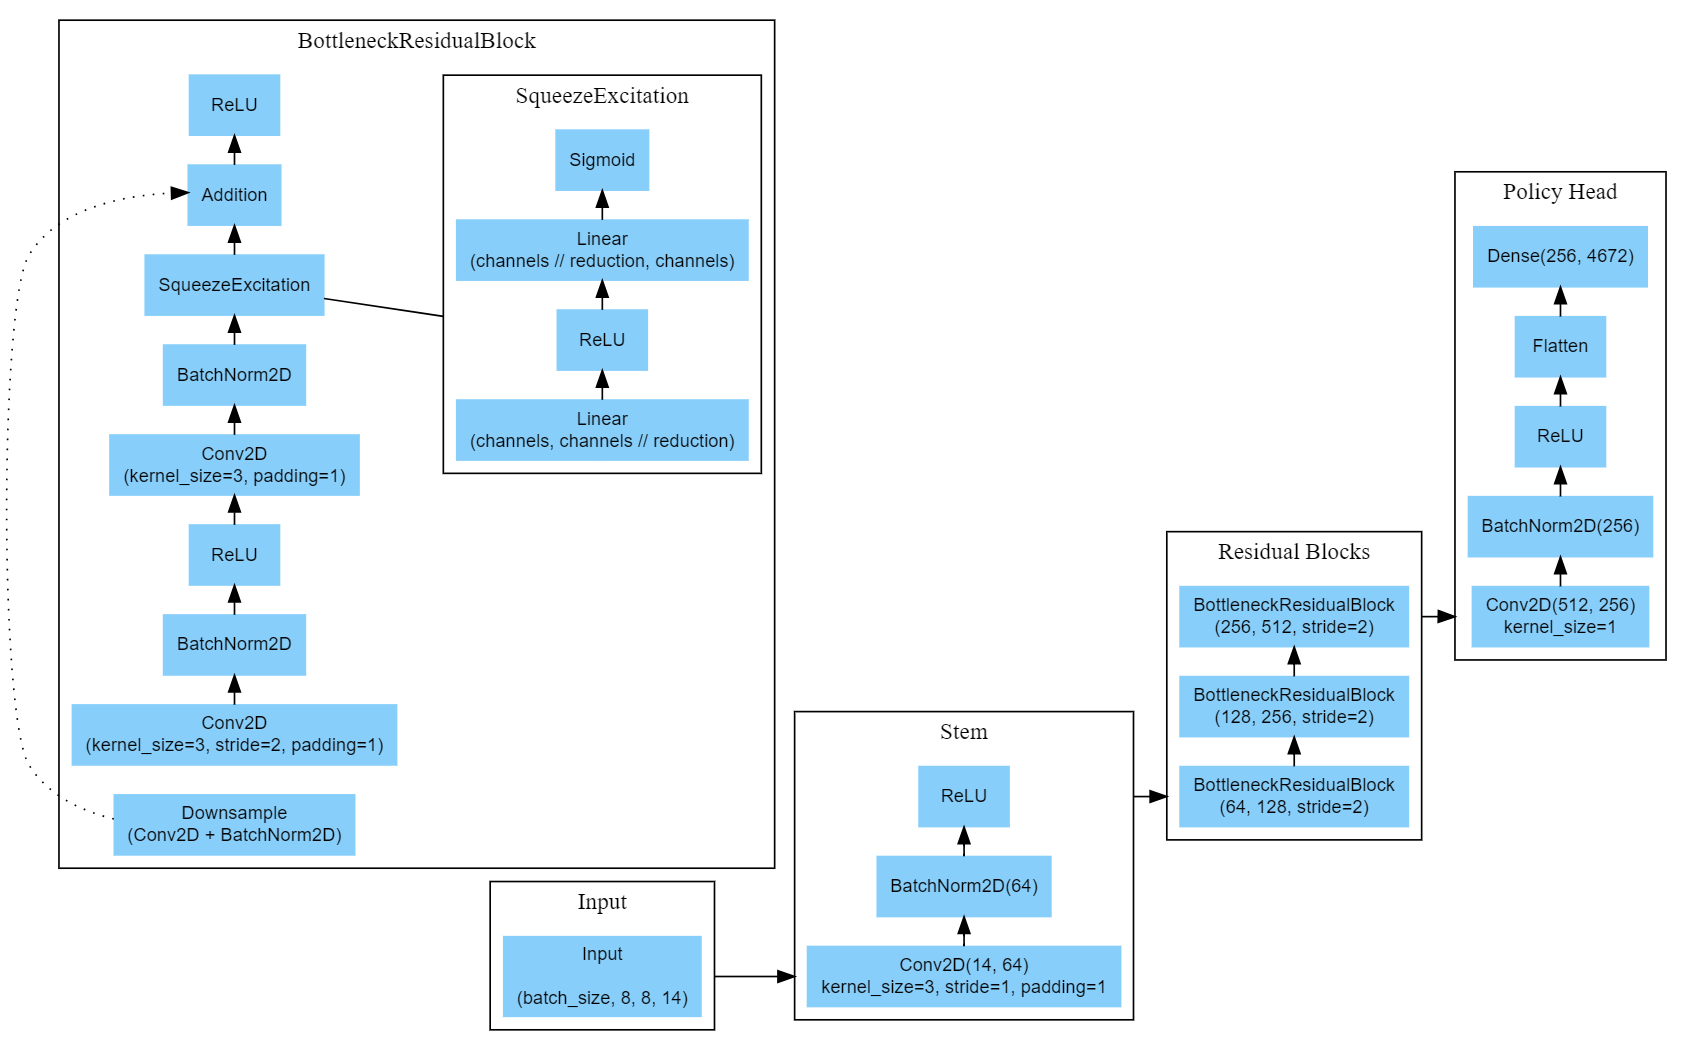 BottleneckResidualBlock
ReLU
Addition
SqueezeExcitation
BatchNorm2D
Conv2D
(kernel_size=3, padding=1)
ReLU
BatchNorm2D
Conv2D
(kernel_size=3, stride=2, padding=1)
Downsample
(Conv2D + BatchNorm2D)
SqueezeExcitation
Sigmoid
Linear
(channels // reduction, channels)
ReLU
Linear
(channels, channels // reduction)
Input
Input
(batch_size, 8, 8, 14)
Stem
ReLU
BatchNorm2D(64)
Conv2D(14, 64)
kernel_size=3, stride=1, padding=1
Residual Blocks
BottleneckResidualBlock
(256, 512, stride=2)
BottleneckResidualBlock
(128, 256, stride=2)
BottleneckResidualBlock
(64, 128, stride=2)
Policy Head
Dense(256, 4672)
Flatten
ReLU
BatchNorm2D(256)
Conv2D(512, 256)
kernel_size=1